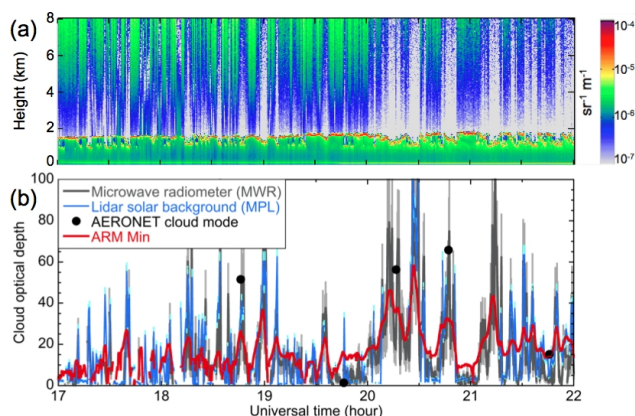 (a)
8
6
4
2
0
Height (km)
10-4
10-5
10-6
10-7
sr-1 m-1
(b)
100
80
60
40
20
0
Cloud optical depth
Microwave radiometer (MWR)
Lidar solar background (MPL)
AERONET cloud mode
ARM Min
17 18 19 20 21 22
Universal time (hour)